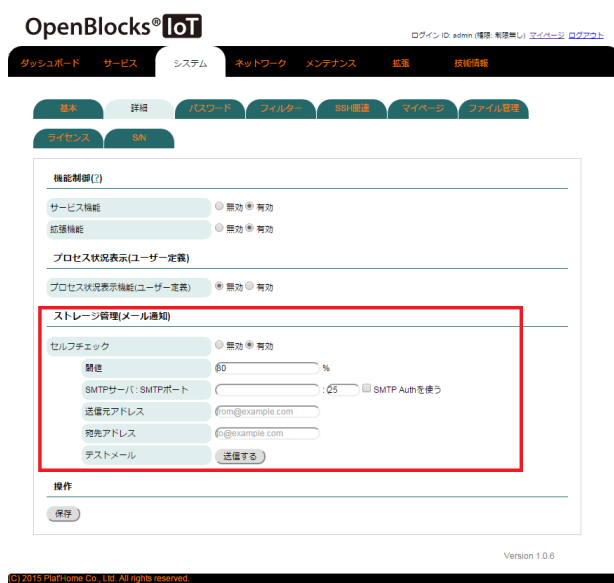 OpenBlocks® IoT
ログイン ID: admin (権限: 制限無し) マイページ ログアウト
ダッシュボード サービス システム ネットワーク メンテナンス 拡張 技術情報
基本 詳細 パスワード フィルター SSH関連 マイページ ファイル管理
ライセンス S/N
機能制御(?)
サービス機能 無効 有効
拡張機能 無効 有効
プロセス状況表示(ユーザー定義)
プロセス状況表示機能(ユーザー定義) 無効 有効
ストレージ管理(メール通知)
セルフチェック 無効 有効
閾値 80 %
SMTPサーバ : SMTPポート : 25 SMTP Authを使う
送信元アドレス from@example.com
宛先アドレス to@example.com
テストメール 送信する
操作
保存
Version 1.0.6
(C) 2015 Plat'Home Co., Ltd. All rights reserved.